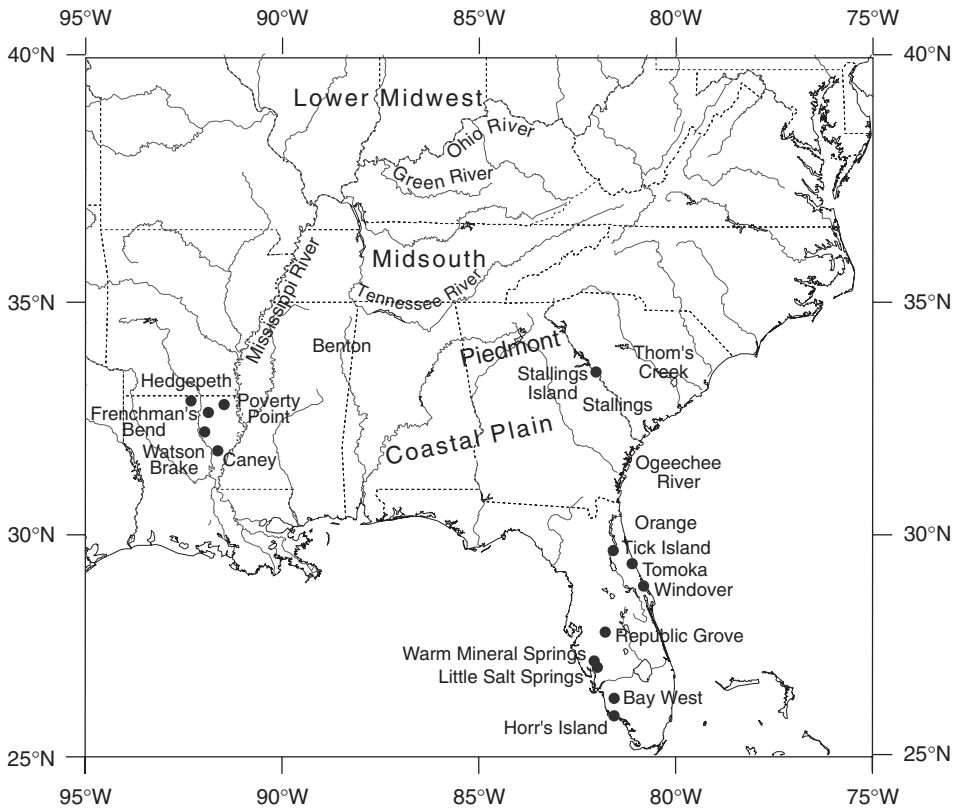 95°W 90°W 85°W 80°W 75°W
40°N 40°N
Lower Midwest
Ohio River
Green River
Midsouth
Mississippi River
Tennessee River
35°N 35°N
Benton
Piedmont
Thom's
Creek
Stallings
Island
Stallings
Hedgepeth
Poverty
Point
Frenchman's
Bend
Coastal Plain
Watson
Brake
Caney
Ogeechee
River
30°N 30°N
Orange
Tick Island
Tomoka
Windover
Republic Grove
Warm Mineral Springs
Little Salt Springs
Bay West
Horr's Island
25°N 25°N
95°W 90°W 85°W 80°W 75°W